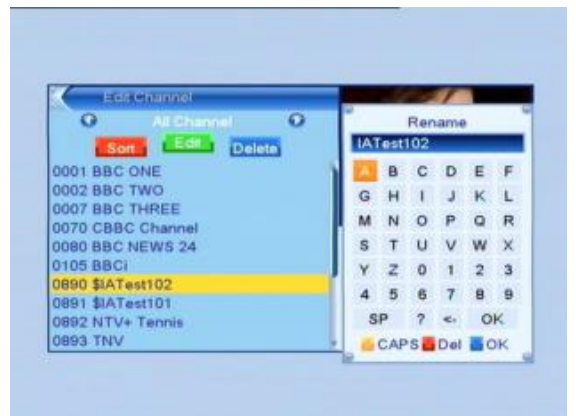 Edit Channel
All Channel
Sort Edit Delete
0001 BBC ONE
0002 BBC TWO
0007 BBC THREE
0070 CBBC Channel
0080 BBC NEWS 24
0105 BBCi
0890 $IATest102
0891 $IATest101
0892 NTV+ Tennis
0893 TNV
Rename
IATest102
A B C D E F
G H I J K L
M N O P Q R
S T U V W X
Y Z 0 1 2 3
4 5 6 7 8 9
SP ? <- OK
CAPS Del OK